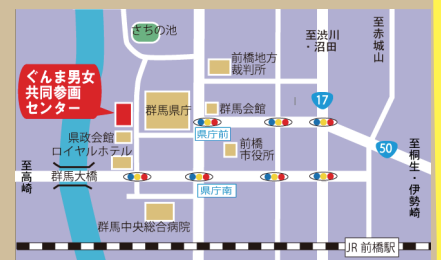 さちの池
至渋川
・沼田
至赤城山
前橋地方
裁判所
ぐんま男女
共同参画
センター
17
群馬県庁
群馬会館
県庁前
県政会館
ロイヤルホテル
前橋
市役所
50
至桐生・伊勢崎
至高崎
群馬大橋
県庁南
群馬中央総合病院
JR 前橋駅